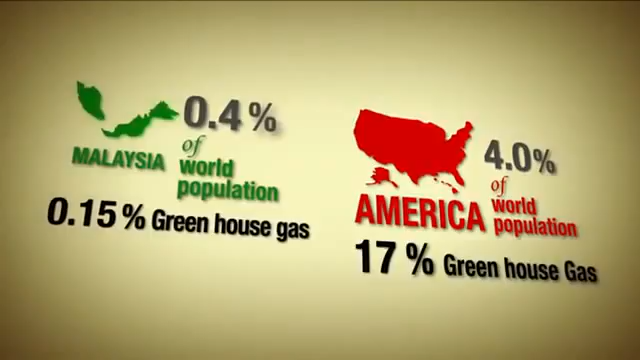 MALAYSIA
0.4%
of
world
population
0.15% Green house gas
AMERICA
4.0%
of
world
population
17% Green house Gas